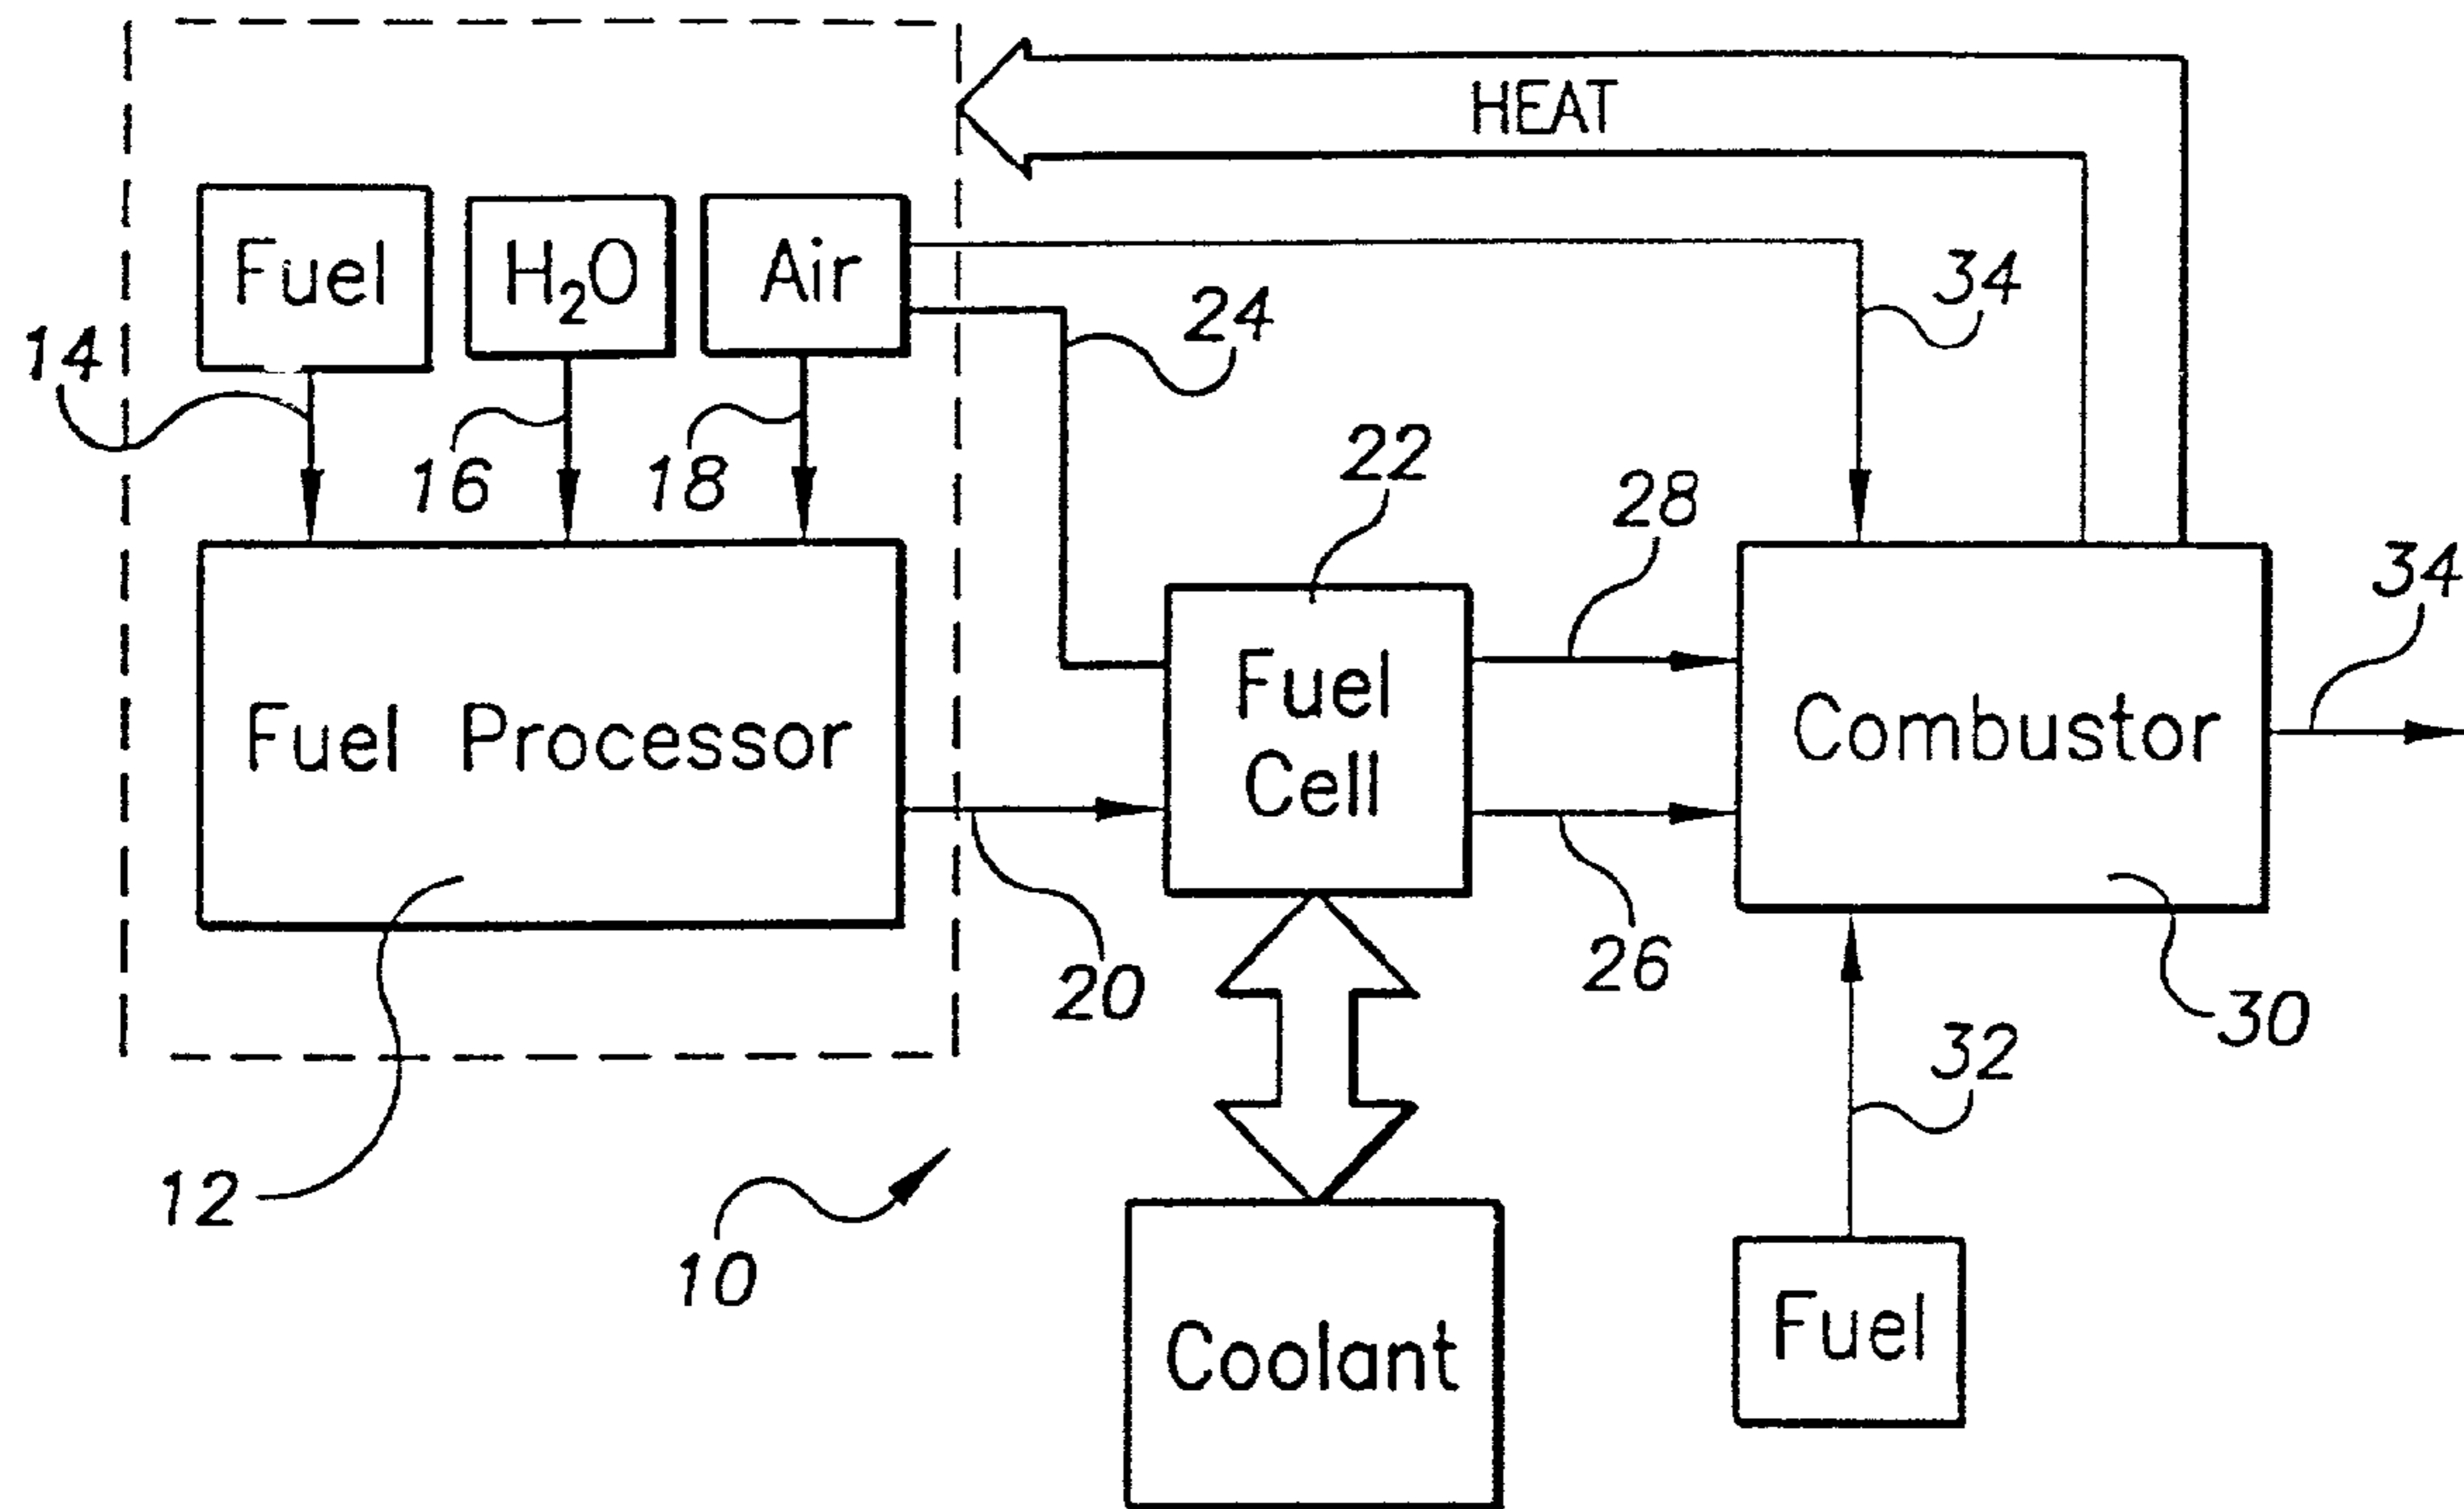 HEAT
Fuel
H₂O
Air
34
24
14
16
18
22
28
34
Fuel Processor
Fuel
Cell
Combustor
20
26
30
32
12
10
Coolant
Fuel